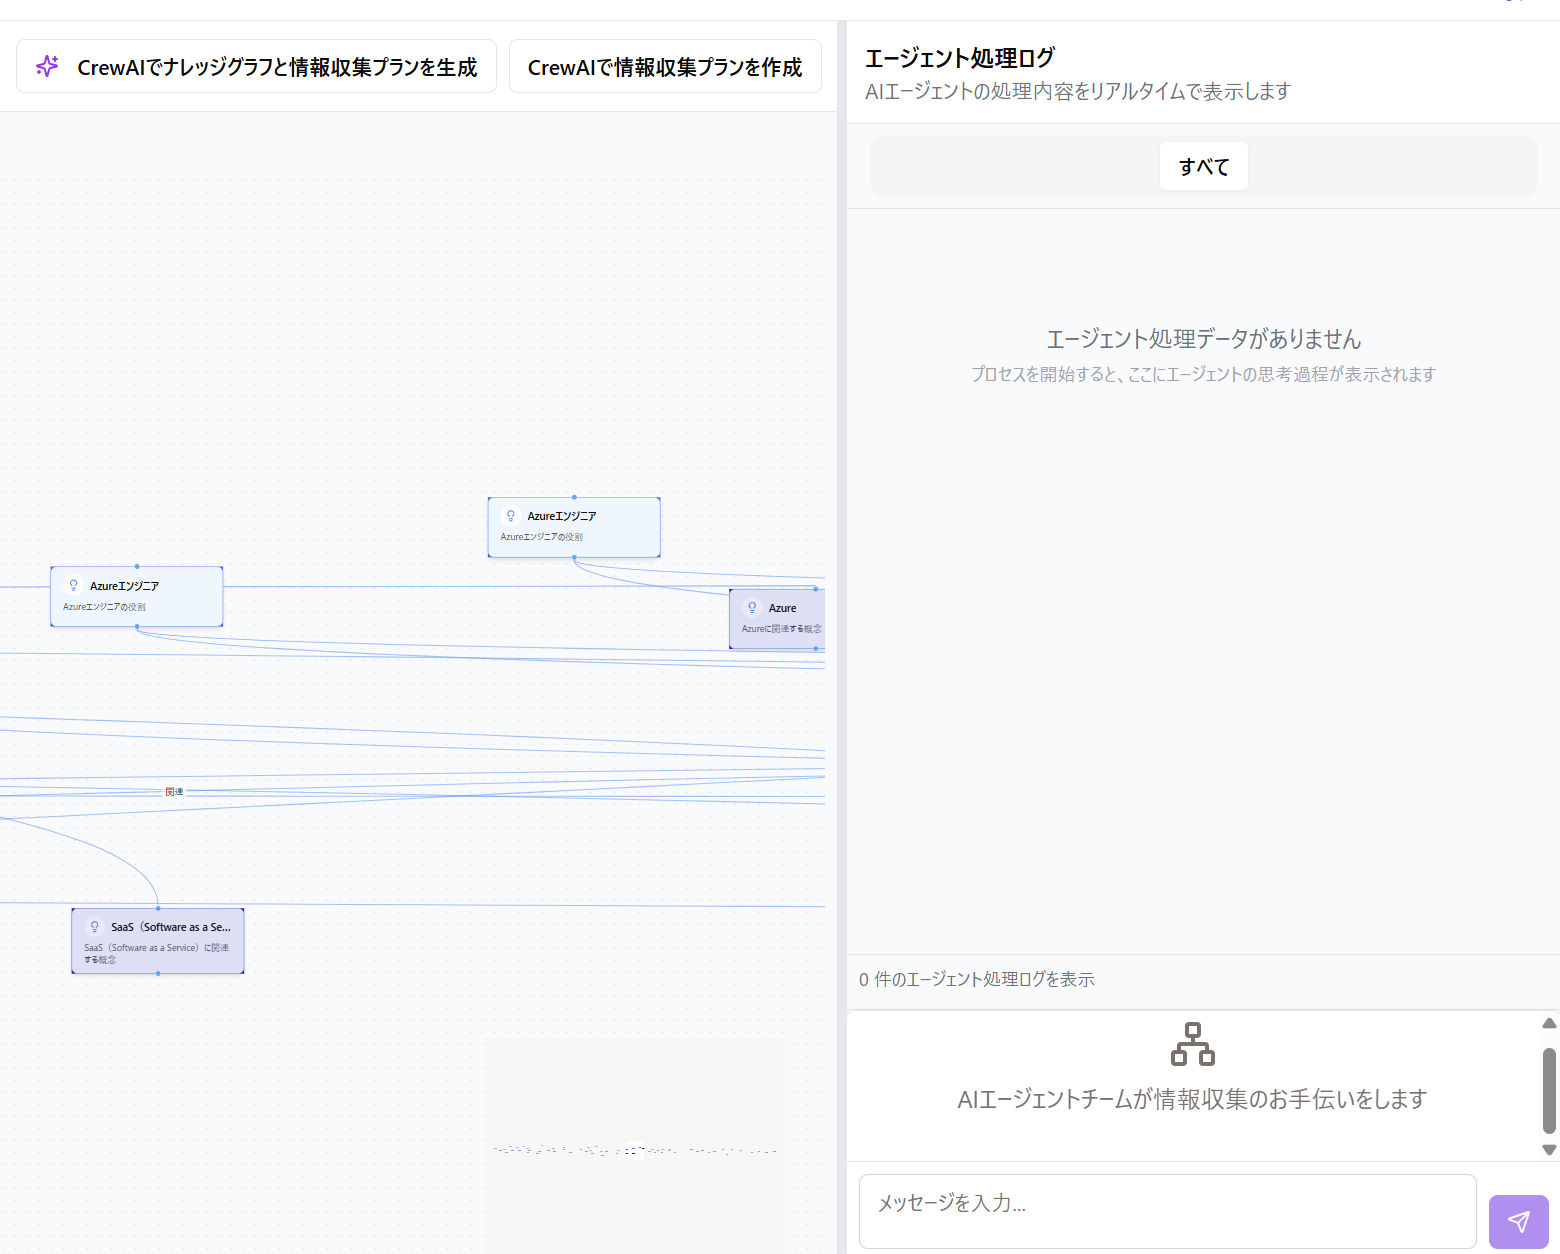 CrewAIでナレッジグラフと情報収集プランを生成
CrewAIで情報収集プランを作成
Azureエンジニア
Azureエンジニアの役割
Azureエンジニア
Azureエンジニアの役割
Azure
Azureに関連する概念
関連
SaaS（Software as a Se...
SaaS（Software as a Service）に関連
する概念
エージェント処理ログ
AIエージェントの処理内容をリアルタイムで表示します
すべて
エージェント処理データがありません
プロセスを開始すると、ここにエージェントの思考過程が表示されます
0 件のエージェント処理ログを表示
AIエージェントチームが情報収集のお手伝いをします
メッセージを入力...